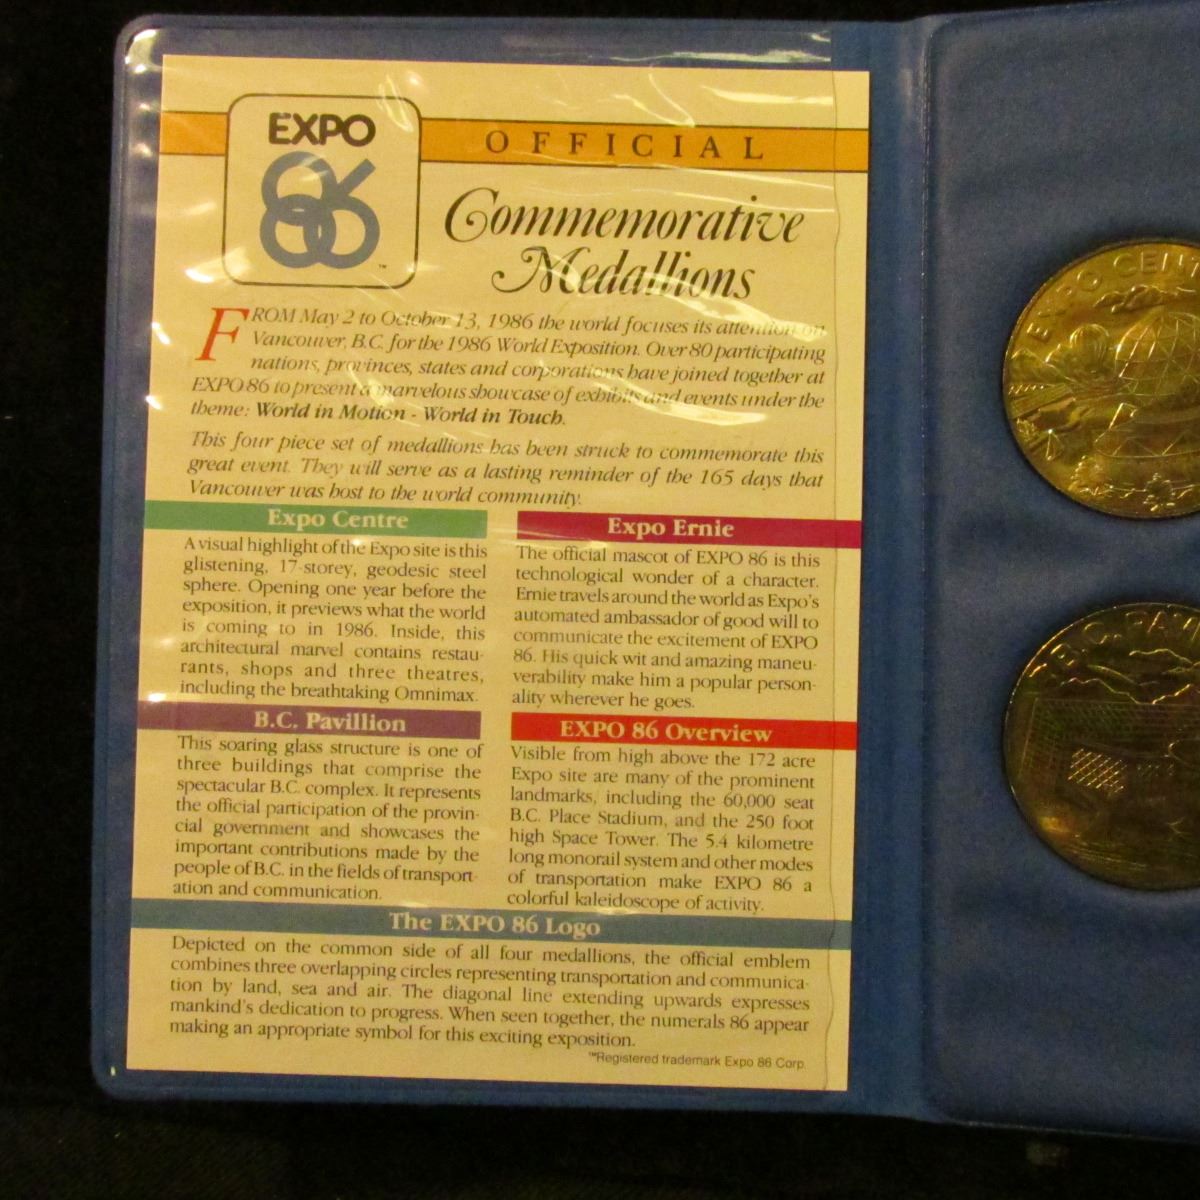 EXPO
86
™
OFFICIAL
Commemorative
Medallions
FROM May 2 to October 13, 1986 the world focuses its attention on
Vancouver, B.C. for the 1986 World Exposition. Over 80 participating
nations, provinces, states and corporations have joined together at
EXPO 86 to present a marvelous showcase of exhibits and events under the
theme: World in Motion - World in Touch.
This four piece set of medallions has been struck to commemorate this
great event. They will serve as a lasting reminder of the 165 days that
Vancouver was host to the world community.
Expo Centre
A visual highlight of the Expo site is this
glistening, 17-storey, geodesic steel
sphere. Opening one year before the
exposition, it previews what the world
is coming to in 1986. Inside, this
architectural marvel contains restau-
rants, shops and three theatres,
including the breathtaking Omnimax.
Expo Ernie
The official mascot of EXPO 86 is this
technological wonder of a character.
Ernie travels around the world as Expo's
automated ambassador of good will to
communicate the excitement of EXPO
86. His quick wit and amazing maneu-
verability make him a popular person-
ality wherever he goes.
B.C. Pavillion
This soaring glass structure is one of
three buildings that comprise the
spectacular B.C. complex. It represents
the official participation of the provin-
cial government and showcases the
important contributions made by the
people of B.C. in the fields of transport-
ation and communication.
EXPO 86 Overview
Visible from high above the 172 acre
Expo site are many of the prominent
landmarks, including the 60,000 seat
B.C. Place Stadium, and the 250 foot
high Space Tower. The 5.4 kilometre
long monorail system and other modes
of transportation make EXPO 86 a
colorful kaleidoscope of activity.
The EXPO 86 Logo
Depicted on the common side of all four medallions, the official emblem
combines three overlapping circles representing transportation and communica-
tion by land, sea and air. The diagonal line extending upwards expresses
mankind's dedication to progress. When seen together, the numerals 86 appear
making an appropriate symbol for this exciting exposition.
™Registered trademark Expo 86 Corp.
EXPO CENT
B.C. PAV